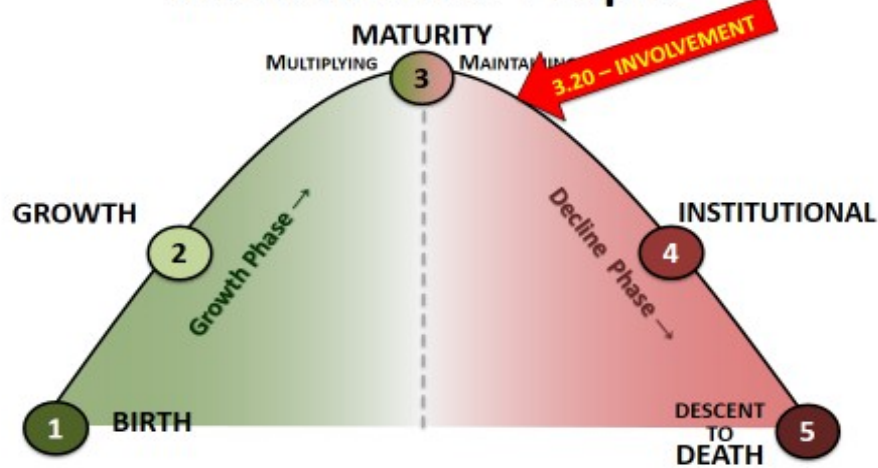 MATURITY
MULTIPLYING
3
3.20 – INVOLVEMENT
GROWTH
2
Growth Phase →
Decline Phase →
INSTITUTIONAL
4
1
BIRTH
DESCENT
TO
DEATH
5